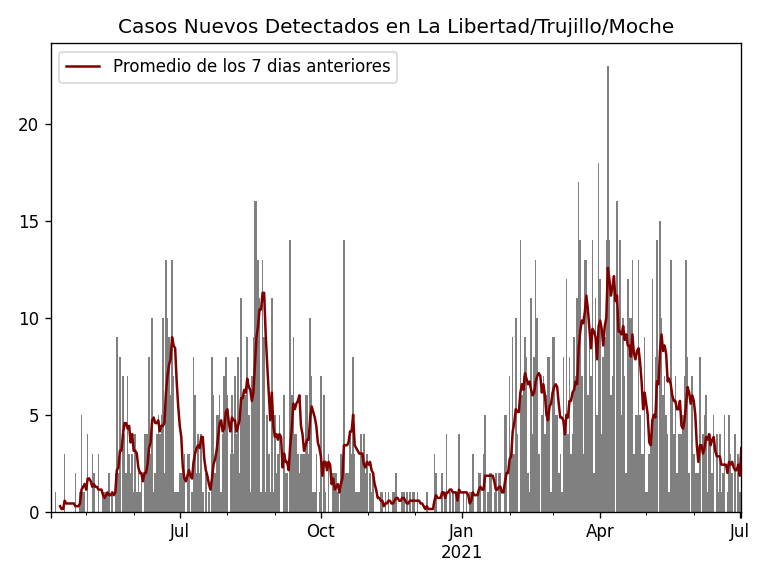 Casos Nuevos Detectados en La Libertad/Trujillo/Moche
Promedio de los 7 dias anteriores
20
15
10
5
0
Jul
Oct
Jan
2021
Apr
Jul